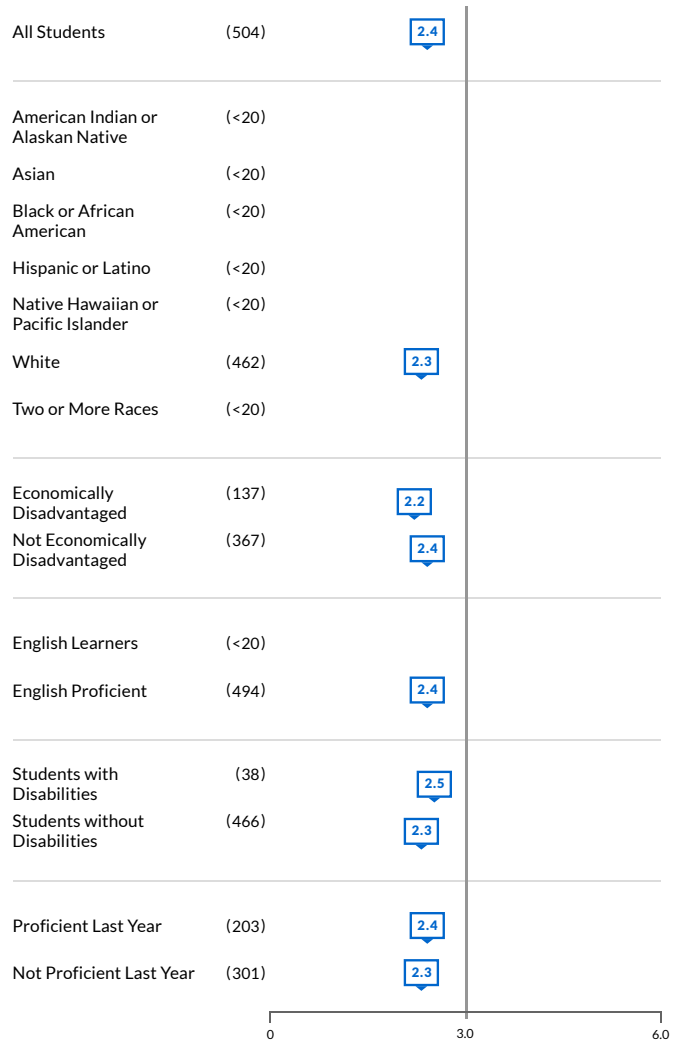 All Students (504) 2.4
American Indian or (<20)
Alaskan Native
Asian (<20)
Black or African (<20)
American
Hispanic or Latino (<20)
Native Hawaiian or (<20)
Pacific Islander
White (462) 2.3
Two or More Races (<20)
Economically (137) 2.2
Disadvantaged
Not Economically (367) 2.4
Disadvantaged
English Learners (<20)
English Proficient (494) 2.4
Students with (38) 2.5
Disabilities
Students without (466) 2.3
Disabilities
Proficient Last Year (203) 2.4
Not Proficient Last Year (301) 2.3
0 3.0 6.0